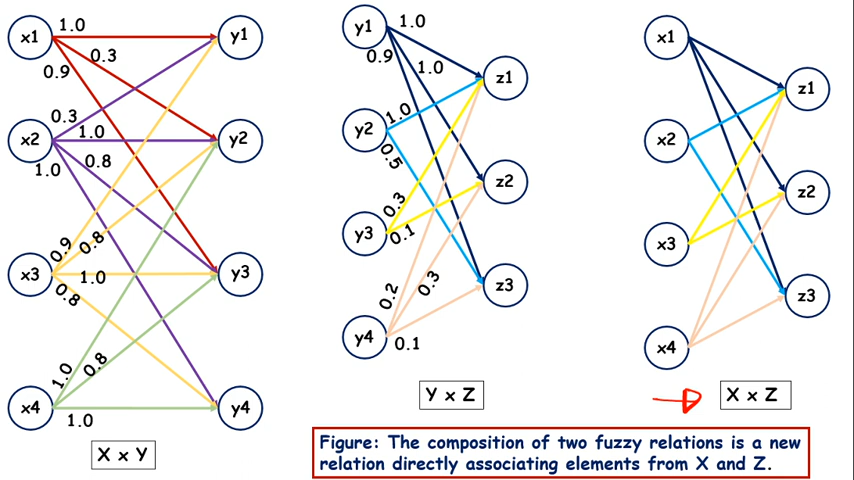 x1
1.0
0.3
0.9
y1
x2
0.3
1.0
0.8
1.0
y2
x3
0.9
0.8
1.0
0.8
y3
x4
1.0
0.8
1.0
y4
X x Y
y1
1.0
0.9
1.0
z1
y2
1.0
0.5
z2
y3
0.3
0.1
z3
y4
0.2
0.3
0.1
Y x Z
x1
z1
x2
z2
x3
z3
x4
X x Z
Figure: The composition of two fuzzy relations is a new
relation directly associating elements from X and Z.